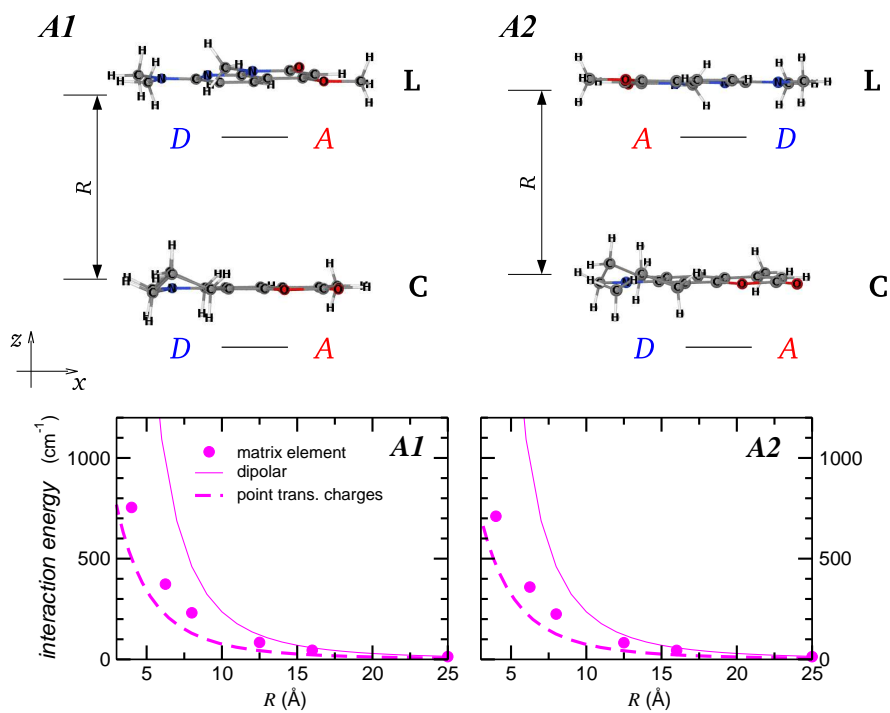 A1
A2
L
L
D A
A D
R
R
C
C
D A
D A
z
x
interaction energy (cm-1)
1000
500
0
A1
matrix element
dipolar
point trans. charges
5 10 15 20 25
R (Å)
A2
1000
500
0
5 10 15 20 25
R (Å)